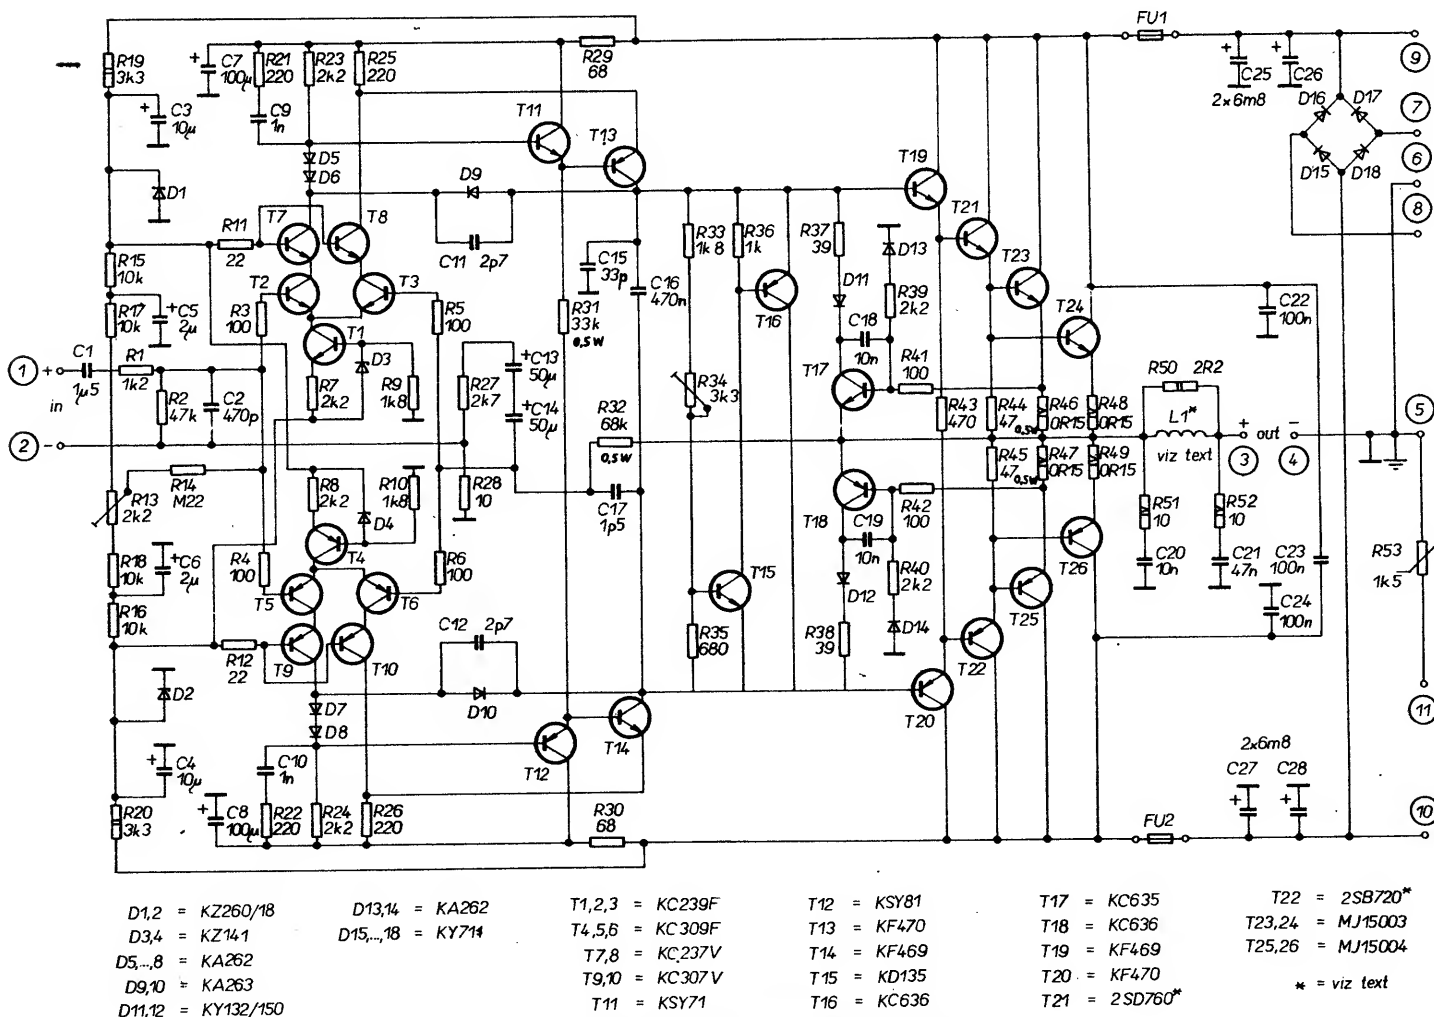 FU1
R19
3k3
C7
100μ
R21
220
R23
2k2
R25
220
R29
68
C25
C26
2x6m8
9
C3
10μ
C9
1n
T11
T13
D16
D17
7
D5
D6
D9
T19
6
D1
D15
D18
8
R11
22
T7
T8
C11
2p7
R33
1k8
R36
1k
R37
39
T21
D13
R15
10k
T2
T3
C15
33p
C16
470n
D11
T23
R17
10k
C5
2μ
R3
100
R5
100
R31
33k
0,5W
T16
R39
2k2
C22
100n
T1
D3
C18
10n
T24
C1
1μ5
R1
1k2
1
+
in
R2
47k
C2
470p
R7
2k2
R9
1k8
R27
2k7
C13
50μ
C14
50μ
R34
3k3
T17
R41
100
R50
2R2
R32
68k
0,5W
R43
470
R44
47
0,5W
R46
0R15
R48
0R15
L1*
viz text
+
out
-
5
2
-
3
4
R14
M22
R13
2k2
R8
2k2
R10
1k8
R28
10
C17
1p5
R45
47
0,5W
R47
0R15
R49
0R15
D4
T18
C19
10n
R42
100
R51
10
R52
10
T4
R18
10k
C6
2μ
R4
100
R6
100
T15
R40
2k2
T26
C20
10n
C21
47n
C23
100n
R53
1k5
T5
T6
D12
T25
C24
100n
R16
10k
C12
2p7
R35
680
R38
39
D14
R12
22
T9
T10
T22
D2
D10
T20
11
D7
D8
T14
T12
2x6m8
C4
10μ
C10
1n
C27
C28
R20
3k3
C8
100μ
R22
220
R24
2k2
R26
220
R30
68
FU2
10
D1,2 = KZ260/18
D3,4 = KZ141
D5,...,8 = KA262
D9,10 = KA263
D11,12 = KY132/150
D13,14 = KA262
D15,...,18 = KY711
T1,2,3 = KC239F
T4,5,6 = KC309F
T7,8 = KC237V
T9,10 = KC307V
T11 = KSY71
T12 = KSY81
T13 = KF470
T14 = KF469
T15 = KD135
T16 = KC636
T17 = KC635
T18 = KC636
T19 = KF469
T20 = KF470
T21 = 2SD760*
T22 = 2SB720*
T23,24 = MJ15003
T25,26 = MJ15004
* = viz text